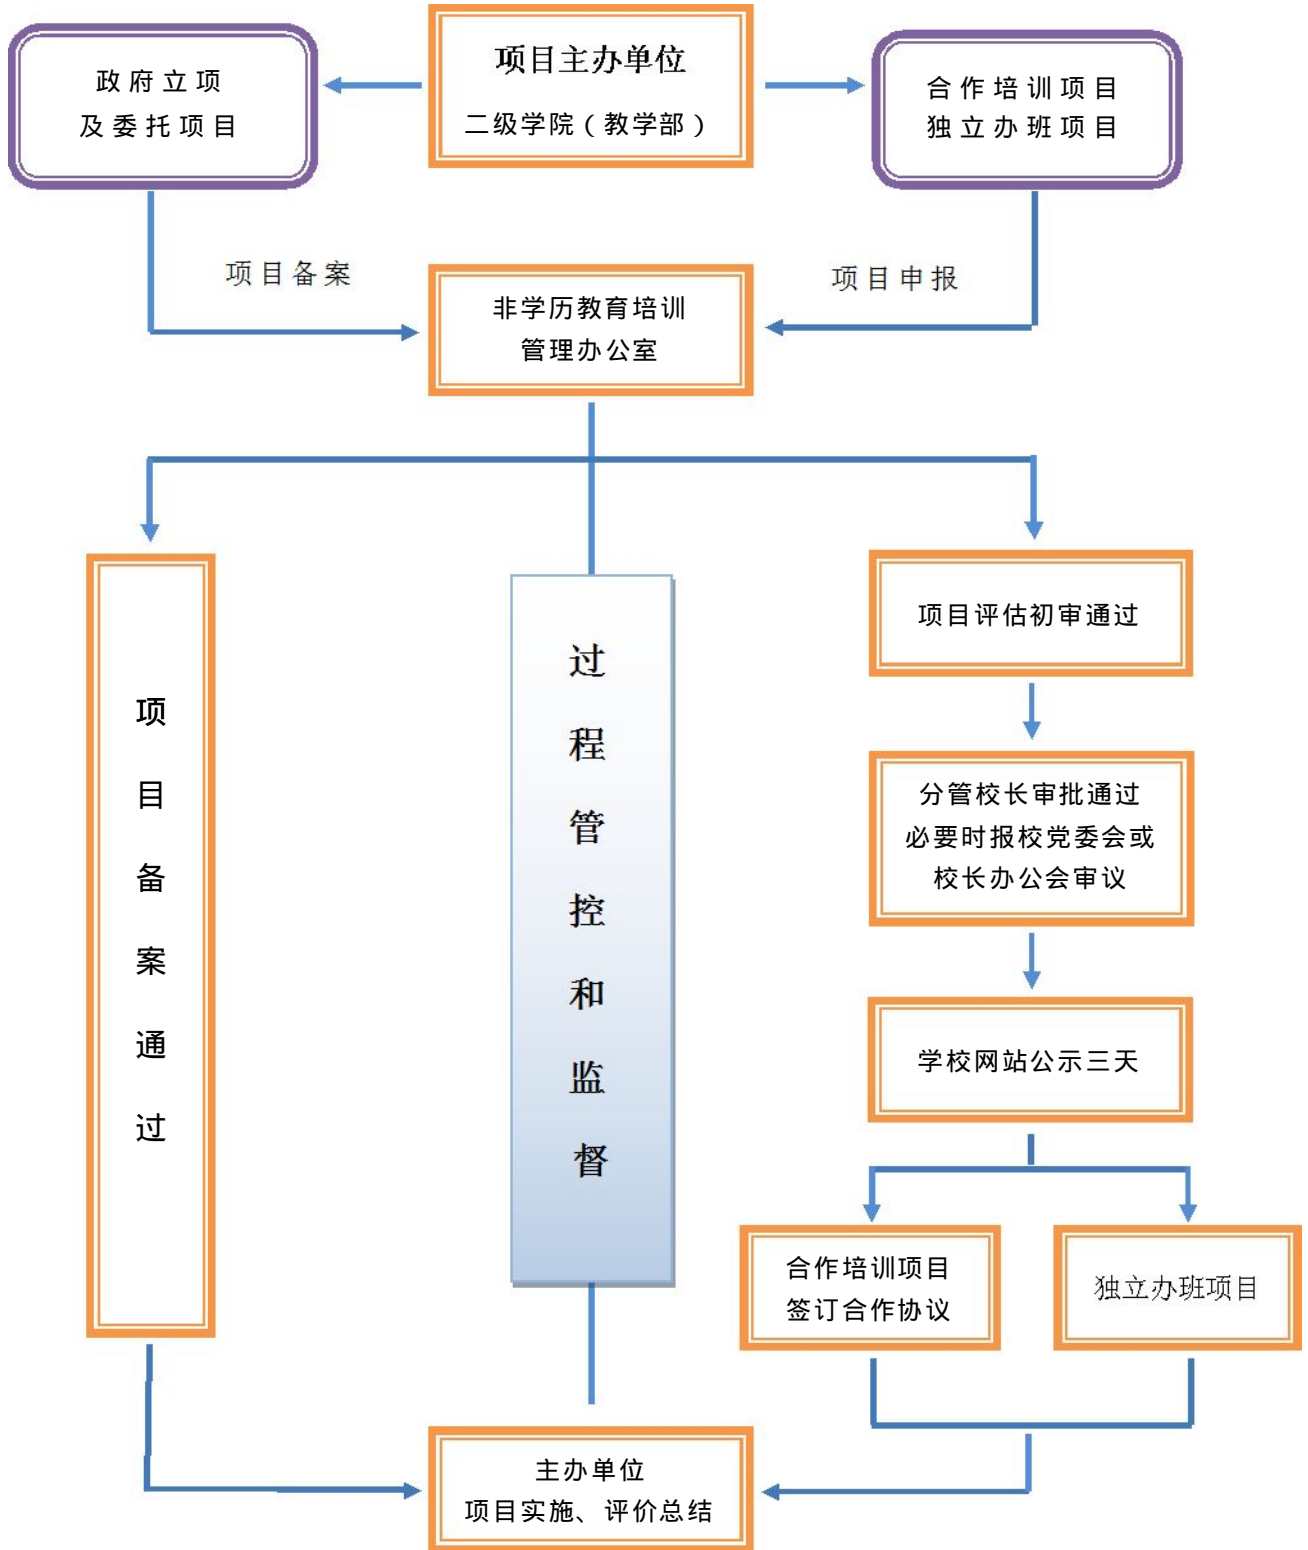 项目主办单位
二级学院（教学部）
政府立项
及委托项目
合作培训项目
独立办班项目
项目备案
项目申报
非学历教育培训
管理办公室
项目备案通过
过程管控和监督
项目评估初审通过
分管校长审批通过
必要时报校党委会或
校长办公会审议
学校网站公示三天
合作培训项目
签订合作协议
独立办班项目
主办单位
项目实施、评价总结